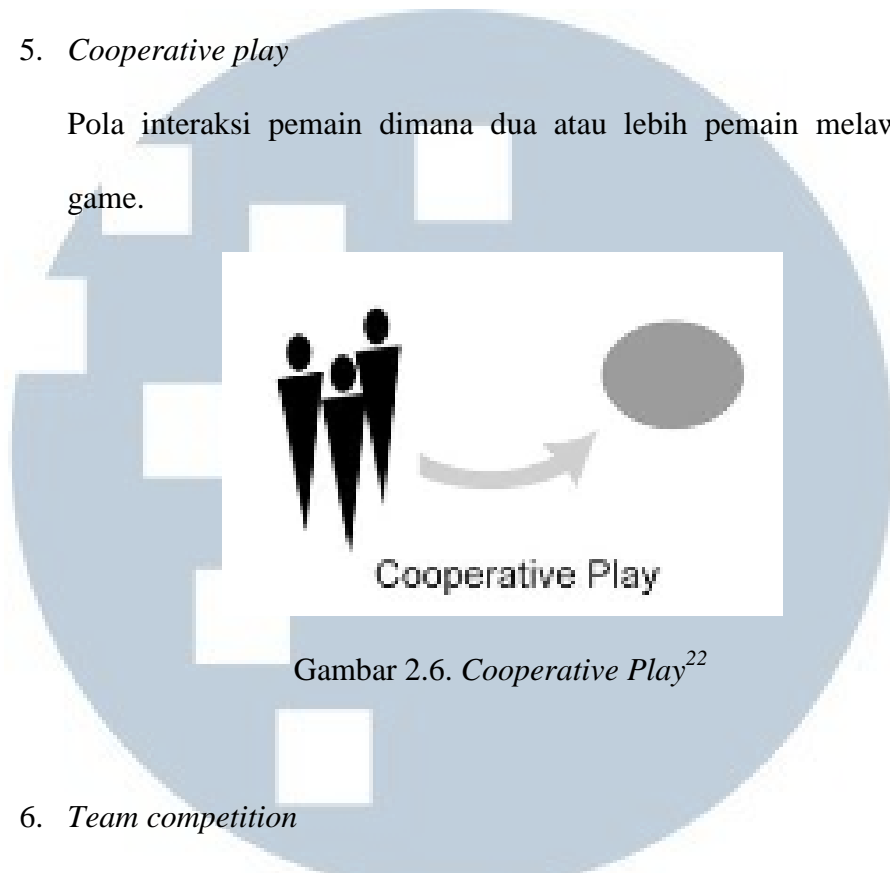 5. Cooperative play
Pola interaksi pemain dimana dua atau lebih pemain
game.
Cooperative Play
Gambar 2.6. Cooperative Play22
6. Team competition